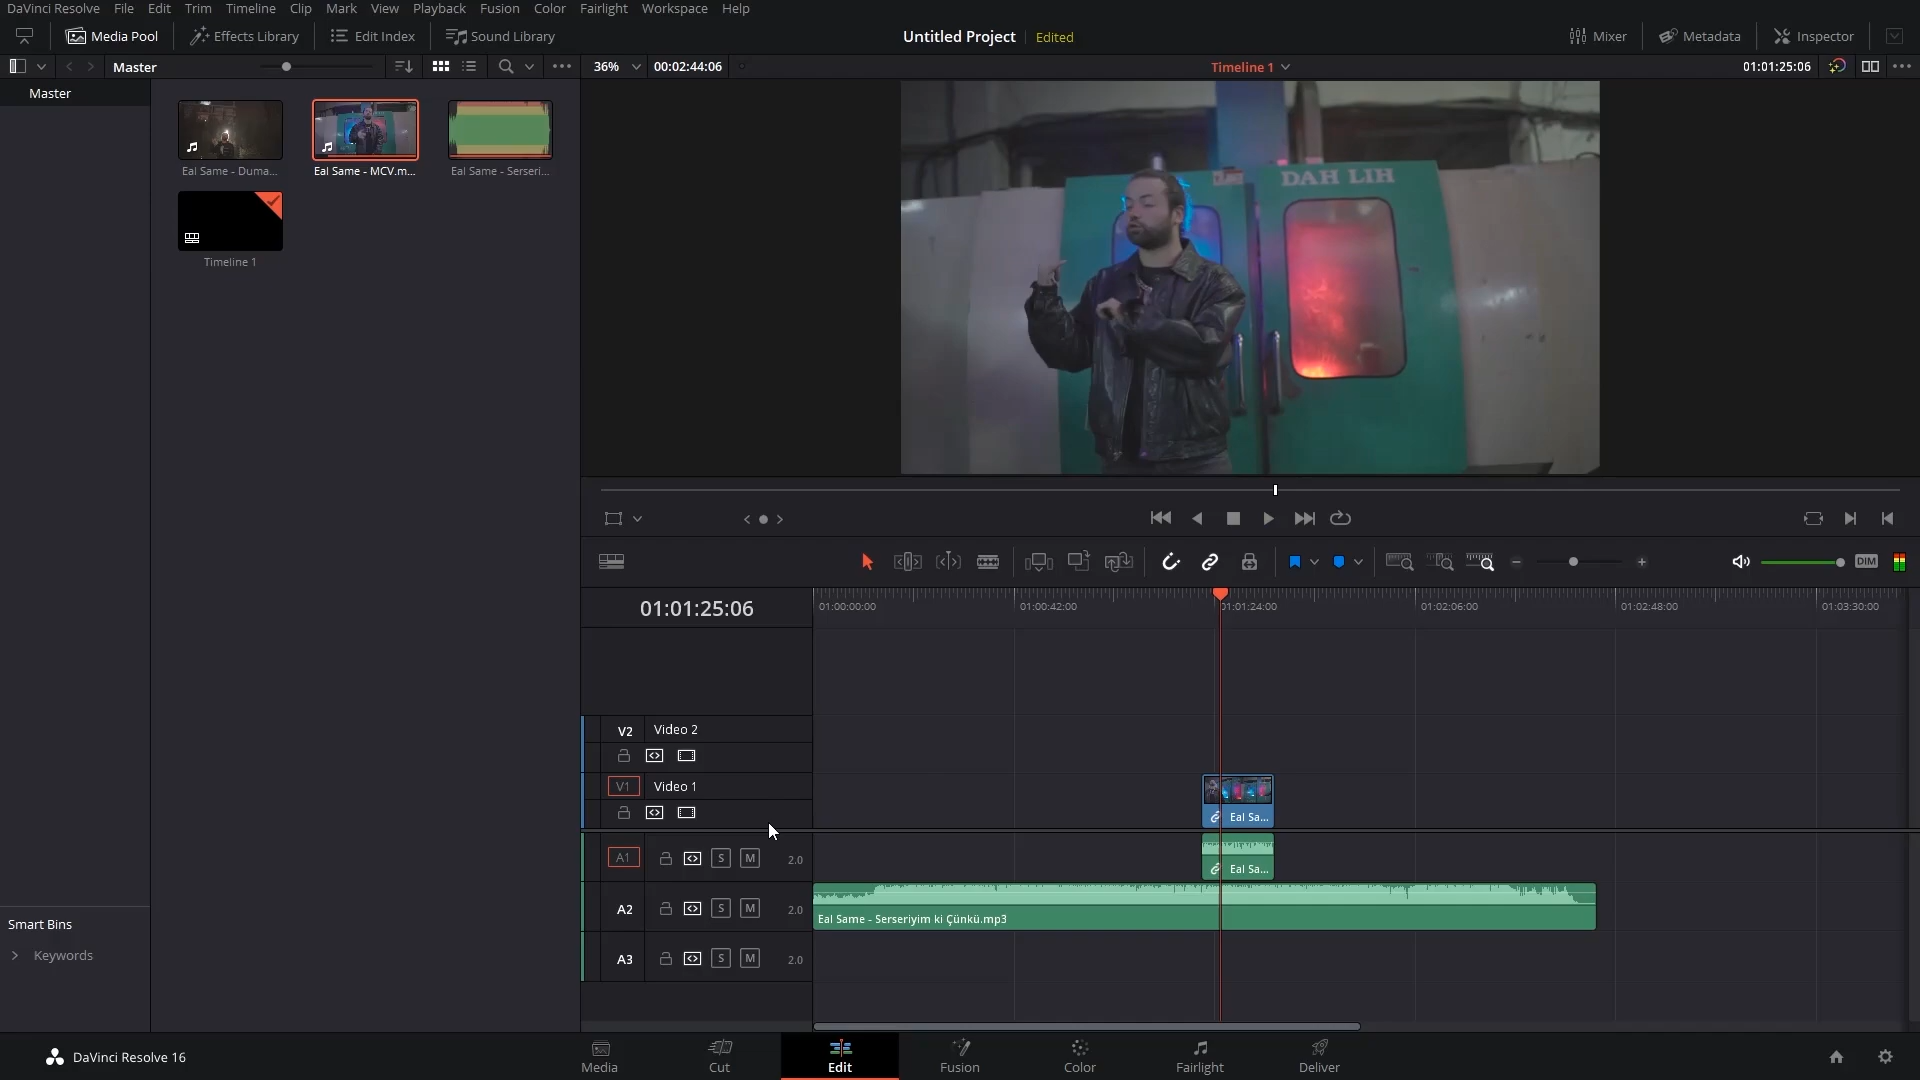 DaVinci Resolve File Edit Trim Timeline Clip Mark View Playback Fusion Color Fairlight Workspace Help
Media Pool Effects Library Edit Index Sound Library Untitled Project Edited Mixer Metadata Inspector
Master 36% 00:02:44:06 Timeline 1 01:01:25:06
Master
Eal Same - Duma... Eal Same - MCV.m... Eal Same - Serseri...
Timeline 1
DAH LIH
DIM
01:01:25:06 01:00:00:00 01:00:42:00 01:01:24:00 01:02:06:00 01:02:48:00 01:03:30:00
V2 Video 2
V1 Video 1
Eal Sa...
A1 S M 2.0 Eal Sa...
A2 S M 2.0 Eal Same - Serseriyim ki Çünkü.mp3
A3 S M 2.0
Smart Bins
Keywords
DaVinci Resolve 16 Media Cut Edit Fusion Color Fairlight Deliver